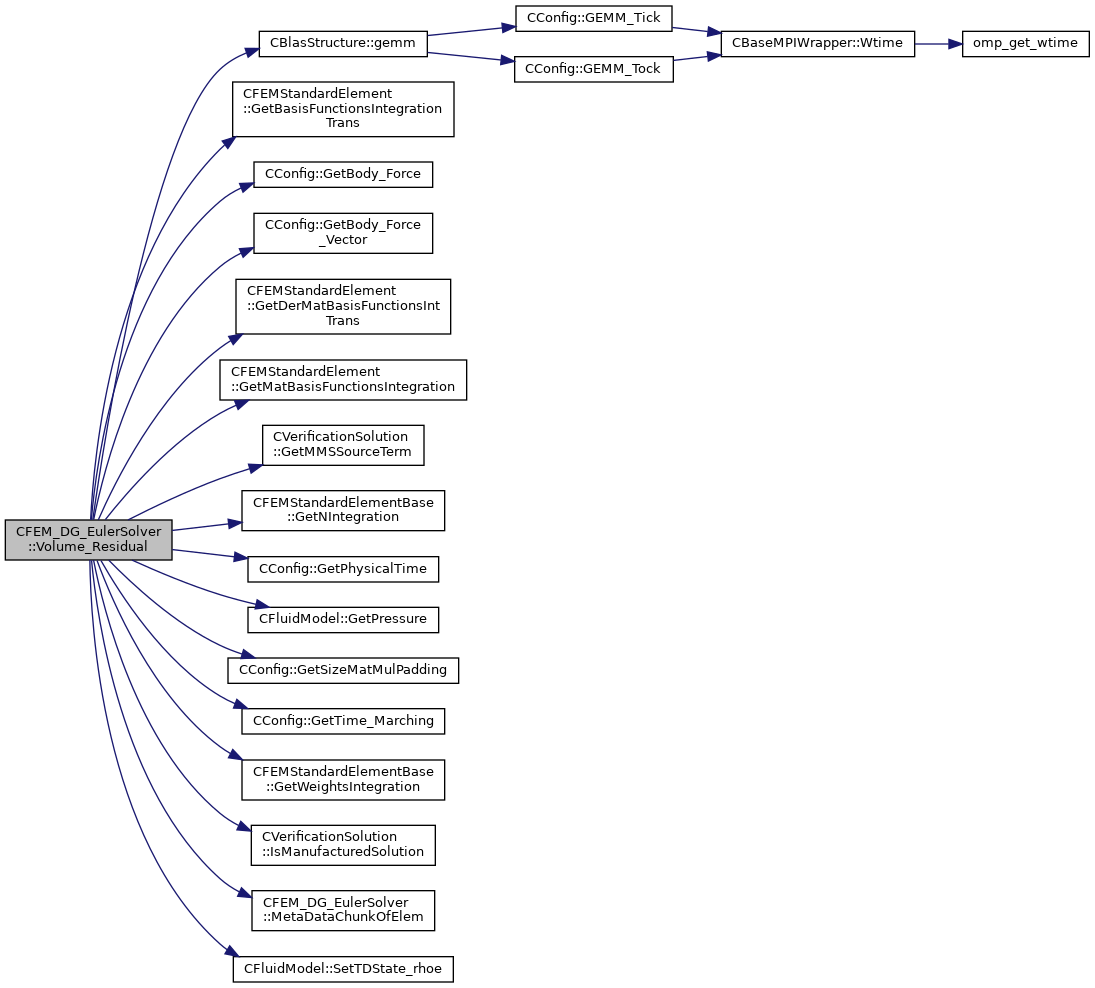 CFEM_DG_EulerSolver
::Volume_Residual
CBlasStructure::gemm
CConfig::GEMM_Tick
CConfig::GEMM_Tock
CBaseMPIWrapper::Wtime
omp_get_wtime
CFEMStandardElement
::GetBasisFunctionsIntegration
Trans
CConfig::GetBody_Force
CConfig::GetBody_Force
_Vector
CFEMStandardElement
::GetDerMatBasisFunctionsInt
Trans
CFEMStandardElement
::GetMatBasisFunctionsIntegration
CVerificationSolution
::GetMMSSourceTerm
CFEMStandardElementBase
::GetNIntegration
CConfig::GetPhysicalTime
CFluidModel::GetPressure
CConfig::GetSizeMatMulPadding
CConfig::GetTime_Marching
CFEMStandardElementBase
::GetWeightsIntegration
CVerificationSolution
::IsManufacturedSolution
CFEM_DG_EulerSolver
::MetaDataChunkOfElem
CFluidModel::SetTDState_rhoe